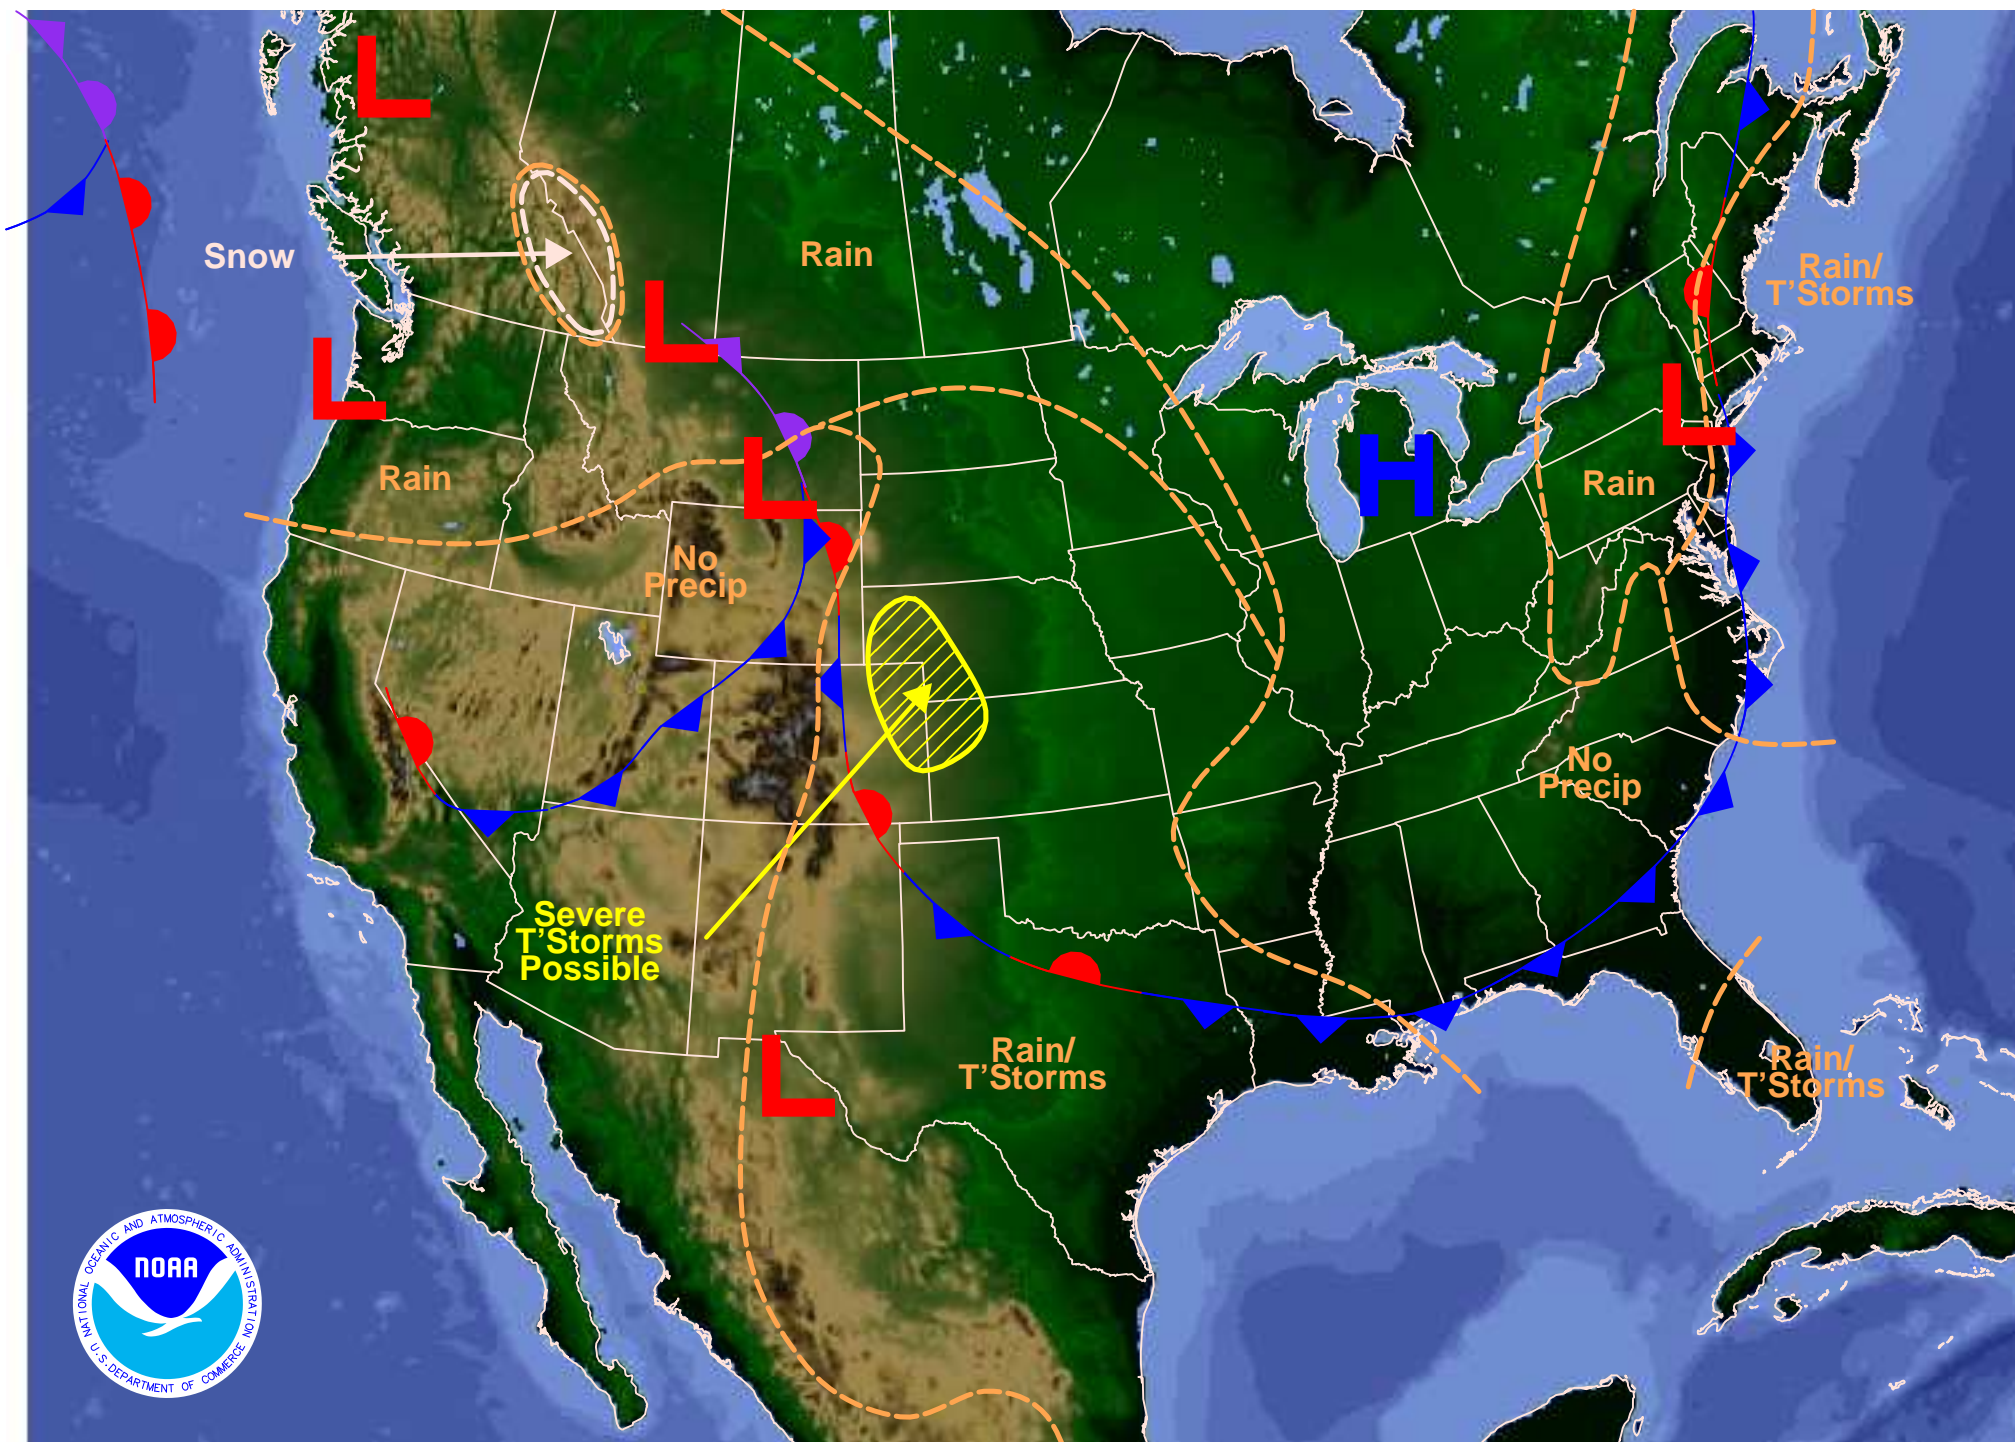 L
Snow
Rain
Rain/
T'Storms
L
L
L
Rain
L
H
L
Rain
No
Precip
No
Precip
Severe
T'Storms
Possible
Rain/
T'Storms
L
Rain/
T'Storms
NATIONAL OCEANIC AND ATMOSPHERIC ADMINISTRATION
NOAA
U.S. DEPARTMENT OF COMMERCE